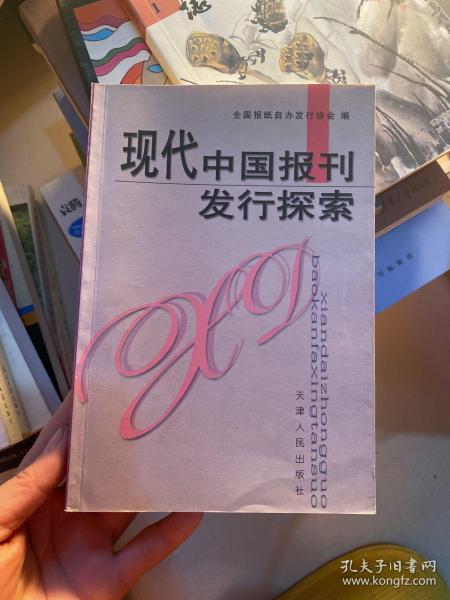 全国报纸自办发行协会 编
现代中国报刊
发行探索
xiandaizhongguo
baokanfaxingtansuo
天津人民出版社
孔夫子旧书网
www.kongfz.com